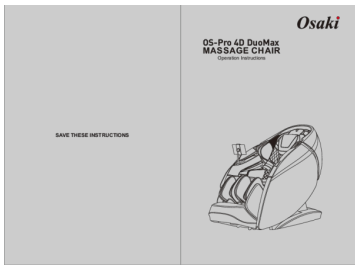 SAVE THESE INSTRUCTIONS
Osaki
OS-Pro 4D DuoMax
MASSAGE CHAIR
Operation Instructions